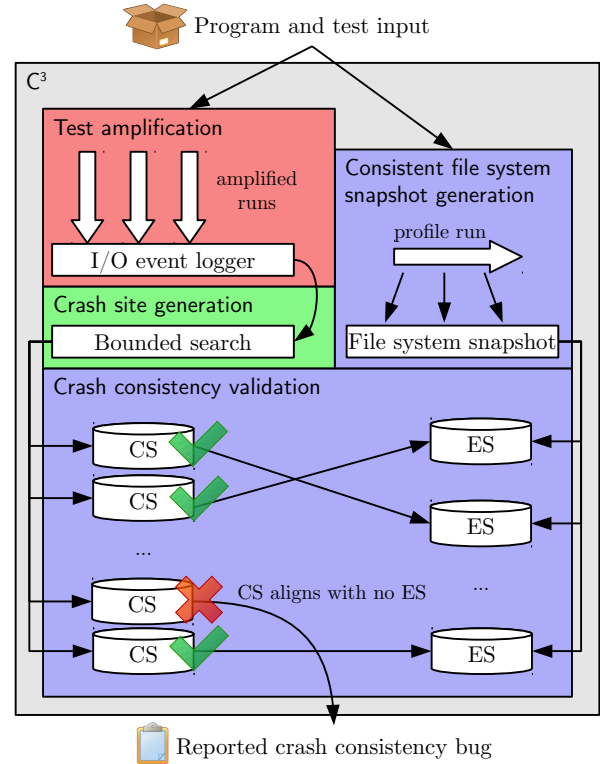 Program and test input
C³
Test amplification
amplified
runs
I/O event logger
Consistent file system
snapshot generation
profile run
Crash site generation
Bounded search
File system snapshot
Crash consistency validation
CS
ES
CS
ES
...
...
CS
CS aligns with no ES
CS
ES
Reported crash consistency bug